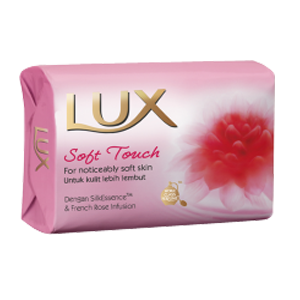 LUX
Soft Touch
For noticeably soft skin
Untuk kulit lebih lembut
Dengan SilkEssence™
& French Rose Infusion